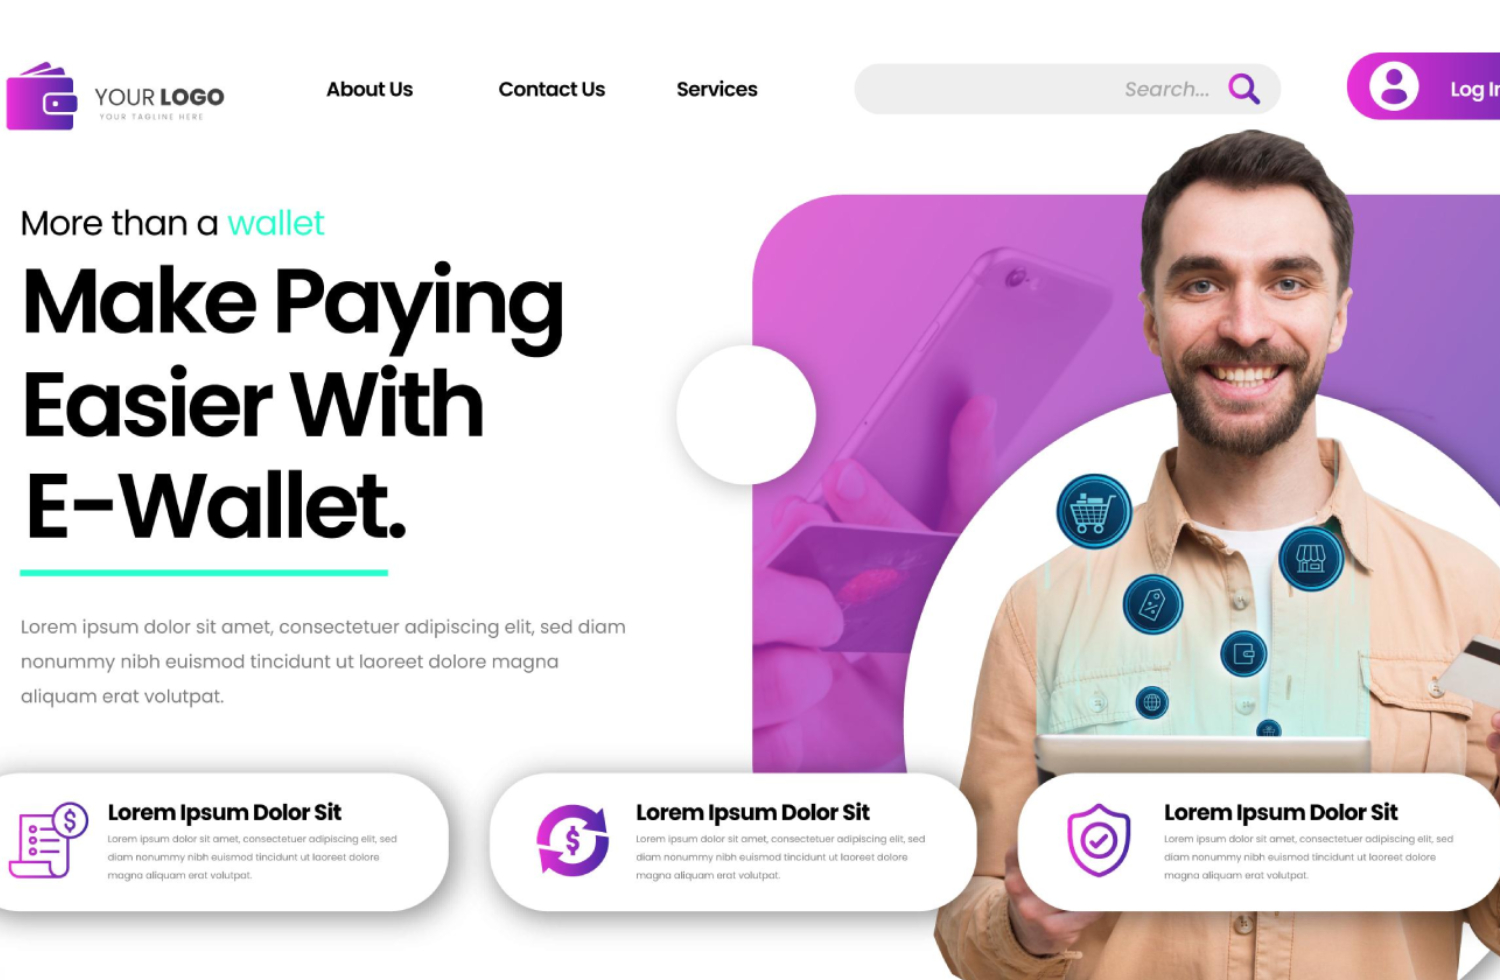 YOUR LOGO
YOUR TAGLINE HERE
About Us
Contact Us
Services
Search...
Log In
More than a wallet
Make Paying
Easier With
E-Wallet.
Lorem ipsum dolor sit amet, consectetuer adipiscing elit, sed diam
nonummy nibh euismod tincidunt ut laoreet dolore magna
aliquam erat volutpat.
Lorem Ipsum Dolor Sit
Lorem ipsum dolor sit amet, consectetuer adipiscing elit, sed
diam nonummy nibh euismod tincidunt ut laoreet dolore
magna aliquam erat volutpat.
Lorem Ipsum Dolor Sit
Lorem ipsum dolor sit amet, consectetuer adipiscing elit, sed
diam nonummy nibh euismod tincidunt ut laoreet dolore
magna aliquam erat volutpat.
Lorem Ipsum Dolor Sit
Lorem ipsum dolor sit amet, consectetuer adipiscing elit, sed
diam nonummy nibh euismod tincidunt ut laoreet dolore
magna aliquam erat volutpat.